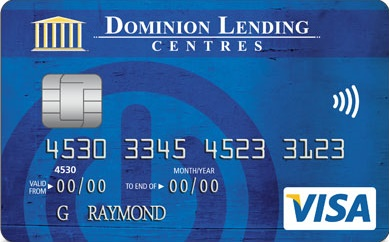 DOMINION LENDING
CENTRES
4530 3345 4523 3123
4530
MONTH/YEAR
VALID FROM ▶ 00/00 TO END OF ▶ 00/00
G RAYMOND
VISA